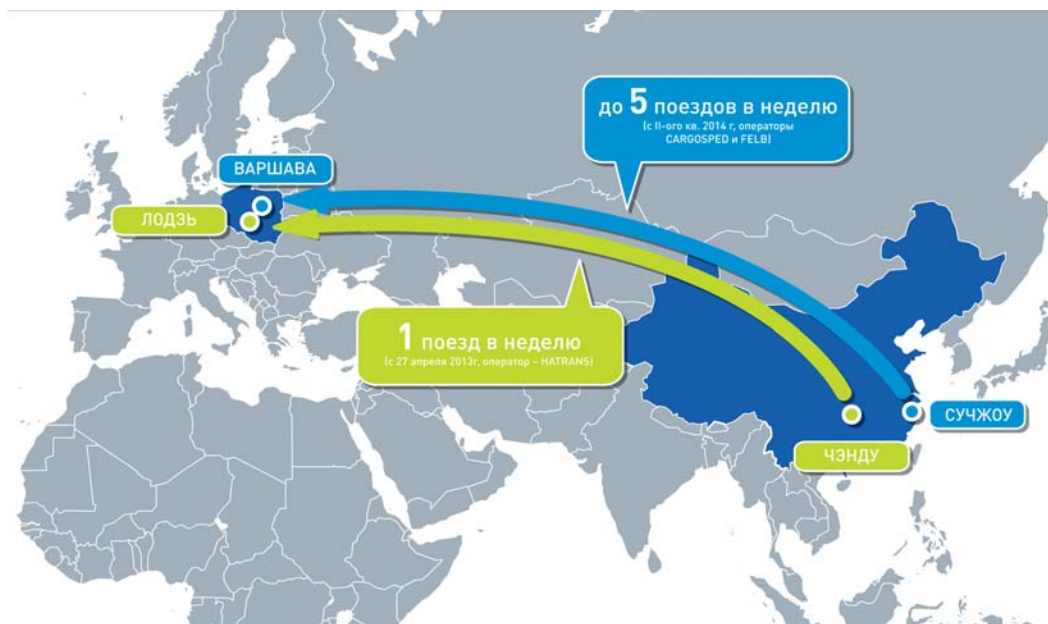 до 5 поездов в неделю
(с II-ого кв. 2014 г, операторы
CARGOSPED и FELB)
ВАРШАВА
ЛОДЗЬ
1 поезд в неделю
(с 27 апреля 2013г, оператор – HATRANS)
СУЧЖОУ
ЧЭНДУ